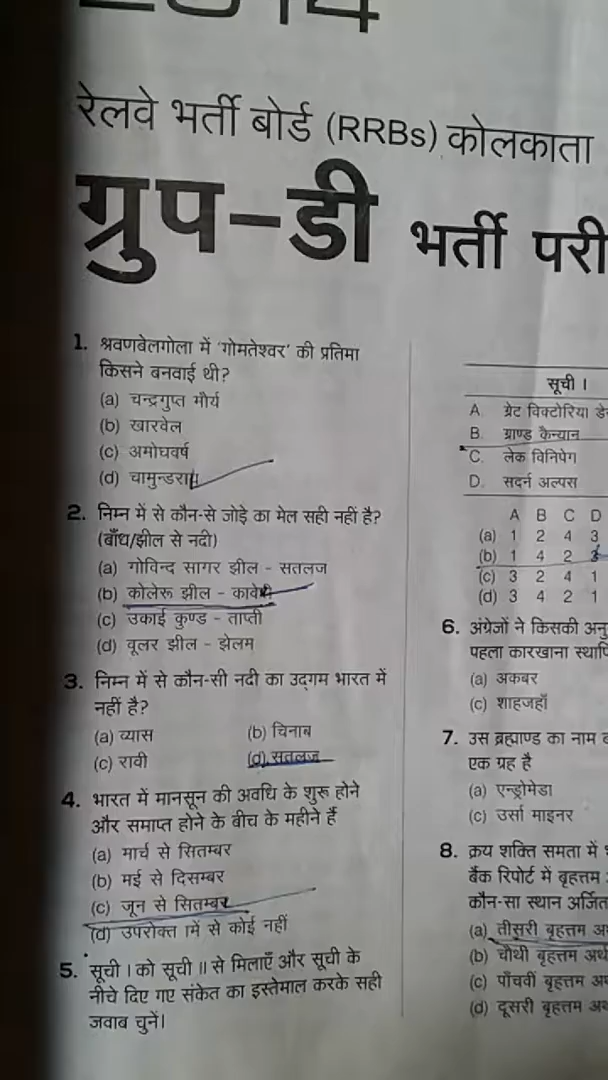 2014
रेलवे भर्ती बोर्ड (RRBs) कोलकाता
ग्रुप-डी भर्ती परी
1. श्रवणबेलगोला में 'गोमतेश्वर' की प्रतिमा
किसने बनवाई थी?
(a) चन्द्रगुप्त मौर्य
(b) खारवेल
(c) अमोघवर्ष
(d) चामुन्डराय
2. निम्न में से कौन-से जोड़े का मेल सही नहीं है?
(बाँध/झील से नदी)
(a) गोविन्द सागर झील - सतलज
(b) कोलेरू झील - कावेरी
(c) उकाई कुण्ड - ताप्ती
(d) वूलर झील - झेलम
3. निम्न में से कौन-सी नदी का उद्गम भारत में
नहीं है?
(a) व्यास (b) चिनाब
(c) रावी (d) सतलज
4. भारत में मानसून की अवधि के शुरू होने
और समाप्त होने के बीच के महीने हैं
(a) मार्च से सितम्बर
(b) मई से दिसम्बर
(c) जून से सितम्बर
(d) उपरोक्त में से कोई नहीं
5. सूची I को सूची II से मिलाएँ और सूची के
नीचे दिए गए संकेत का इस्तेमाल करके सही
जवाब चुनें।
सूची I
A. ग्रेट विक्टोरिया डे
B. ग्राण्ड कैन्यान
C. लेक विनिपेग
D. सदर्न अल्पस
A B C D
(a) 1 2 4 3
(b) 1 4 2 3
(c) 3 2 4 1
(d) 3 4 2 1
6. अंग्रेजों ने किसकी अनु
पहला कारखाना स्थापि
(a) अकबर
(c) शाहजहाँ
7. उस ब्रह्माण्ड का नाम
एक ग्रह है
(a) एन्ड्रोमेडा
(c) उर्सा माइनर
8. क्रय शक्ति समता में
बैंक रिपोर्ट में बृहत्तम
कौन-सा स्थान अर्जित
(a) तीसरी बृहत्तम अ
(b) चौथी बृहत्तम अर्थ
(c) पाँचवीं बृहत्तम अ
(d) दूसरी बृहत्तम अ